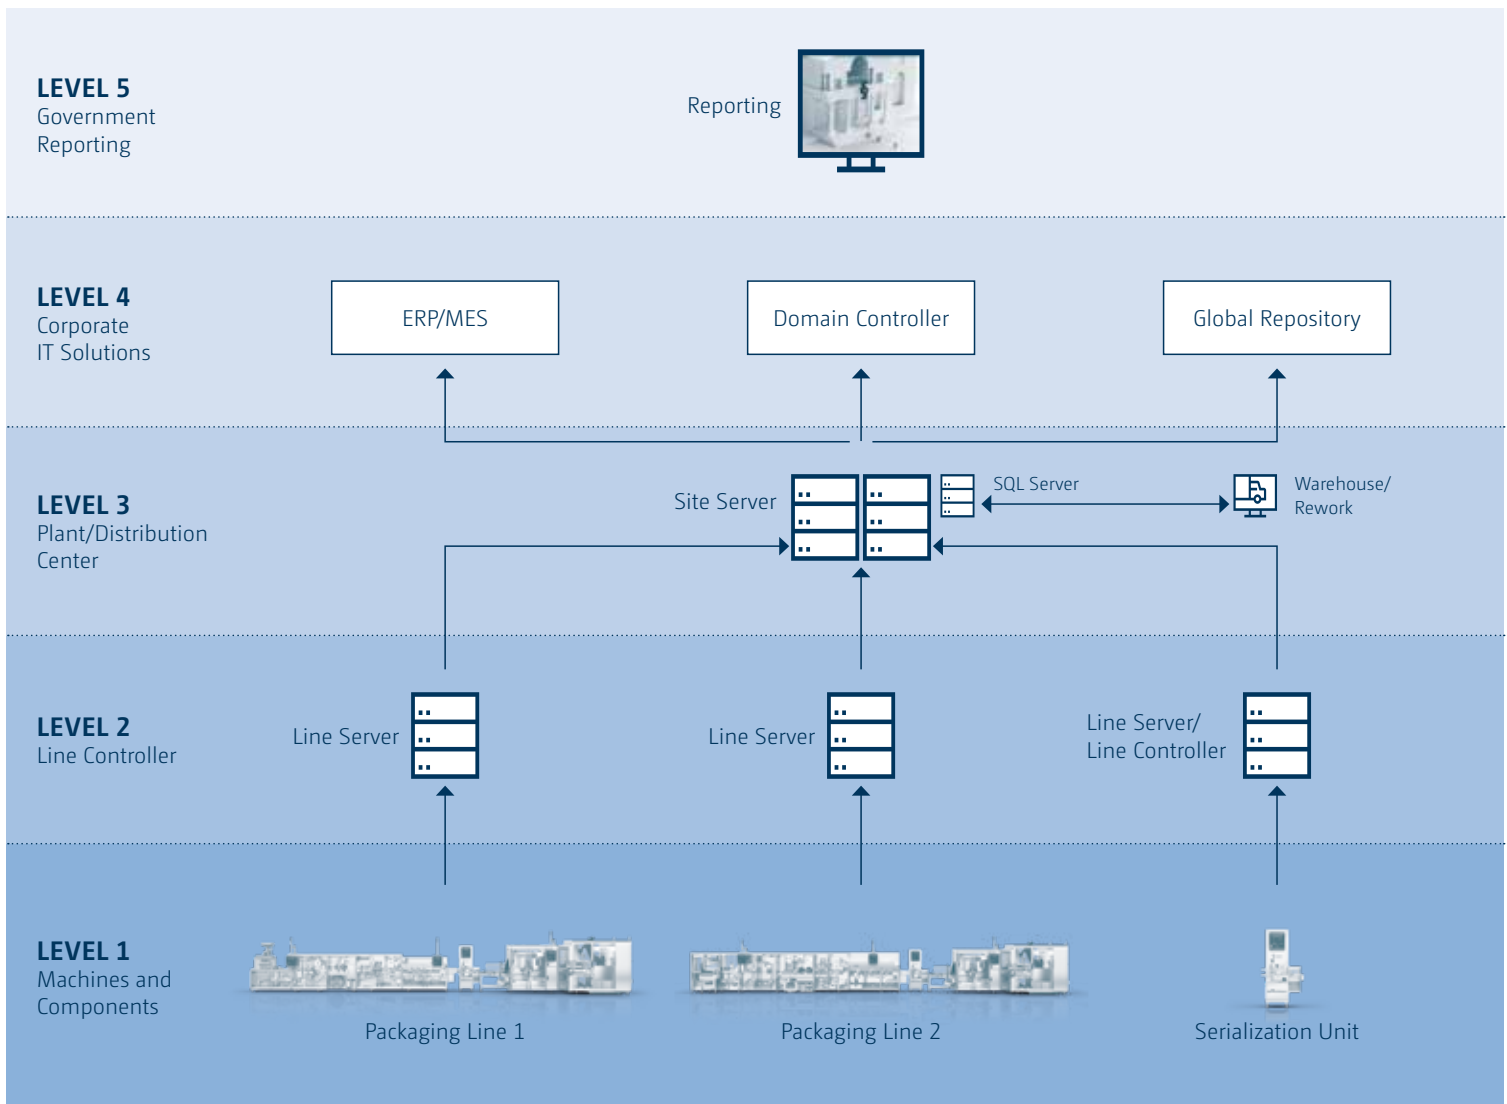 LEVEL 5
Government
Reporting
Reporting
LEVEL 4
Corporate
IT Solutions
ERP/MES
Domain Controller
Global Repository
LEVEL 3
Plant/Distribution
Center
Site Server
SQL Server
Warehouse/
Rework
LEVEL 2
Line Controller
Line Server
Line Server
Line Server/
Line Controller
LEVEL 1
Machines and
Components
Packaging Line 1
Packaging Line 2
Serialization Unit